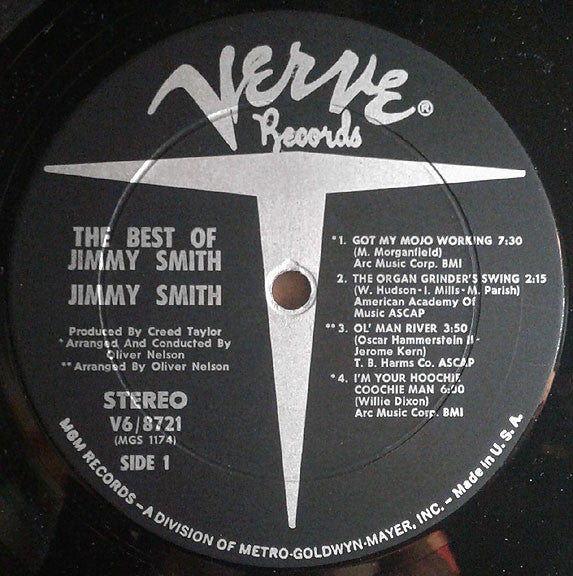 VERVE®
Records
THE BEST OF
JIMMY SMITH
JIMMY SMITH
Produced By Creed Taylor
*Arranged And Conducted By
Oliver Nelson
**Arranged By Oliver Nelson
STEREO
V6/8721
(MGS 1174)
SIDE 1
*1. GOT MY MOJO WORKING 7:30
(M. Morganfield)
Arc Music Corp. BMI
2. THE ORGAN GRINDER'S SWING 2:15
(W. Hudson-I. Mills-M. Parish)
American Academy Of
Music ASCAP
**3. OL' MAN RIVER 3:50
(Oscar Hammerstein II-
Jerome Kern)
T. B. Harms Co. ASCAP
*4. I'M YOUR HOOCHIE
COOCHIE MAN 6:00
(Willie Dixon)
Arc Music Corp. BMI
MGM RECORDS—A DIVISION OF METRO-GOLDWYN-MAYER, INC.—Made in U. S. A.